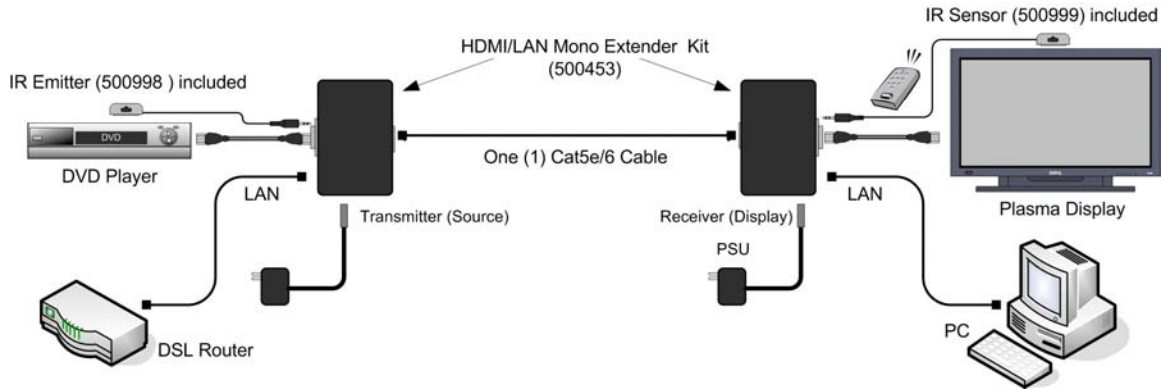 IR Sensor (500999) included
HDMI/LAN Mono Extender Kit
(500453)
IR Emitter (500998 ) included
DVD
DVD Player
One (1) Cat5e/6 Cable
LAN
LAN
Transmitter (Source)
Receiver (Display)
Plasma Display
PSU
DSL Router
PC